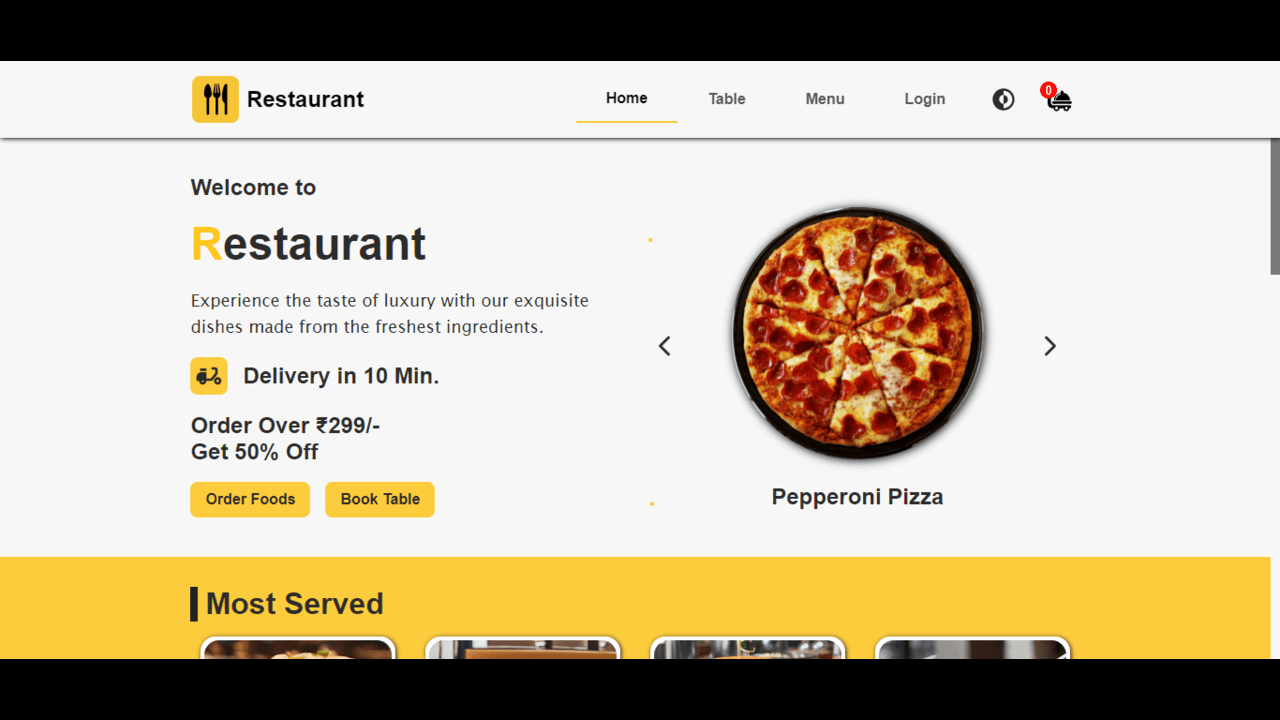 Restaurant
Home
Table
Menu
Login
0
Welcome to
Restaurant
Experience the taste of luxury with our exquisite
dishes made from the freshest ingredients.
Delivery in 10 Min.
Order Over ₹299/-
Get 50% Off
Order Foods
Book Table
Pepperoni Pizza
Most Served